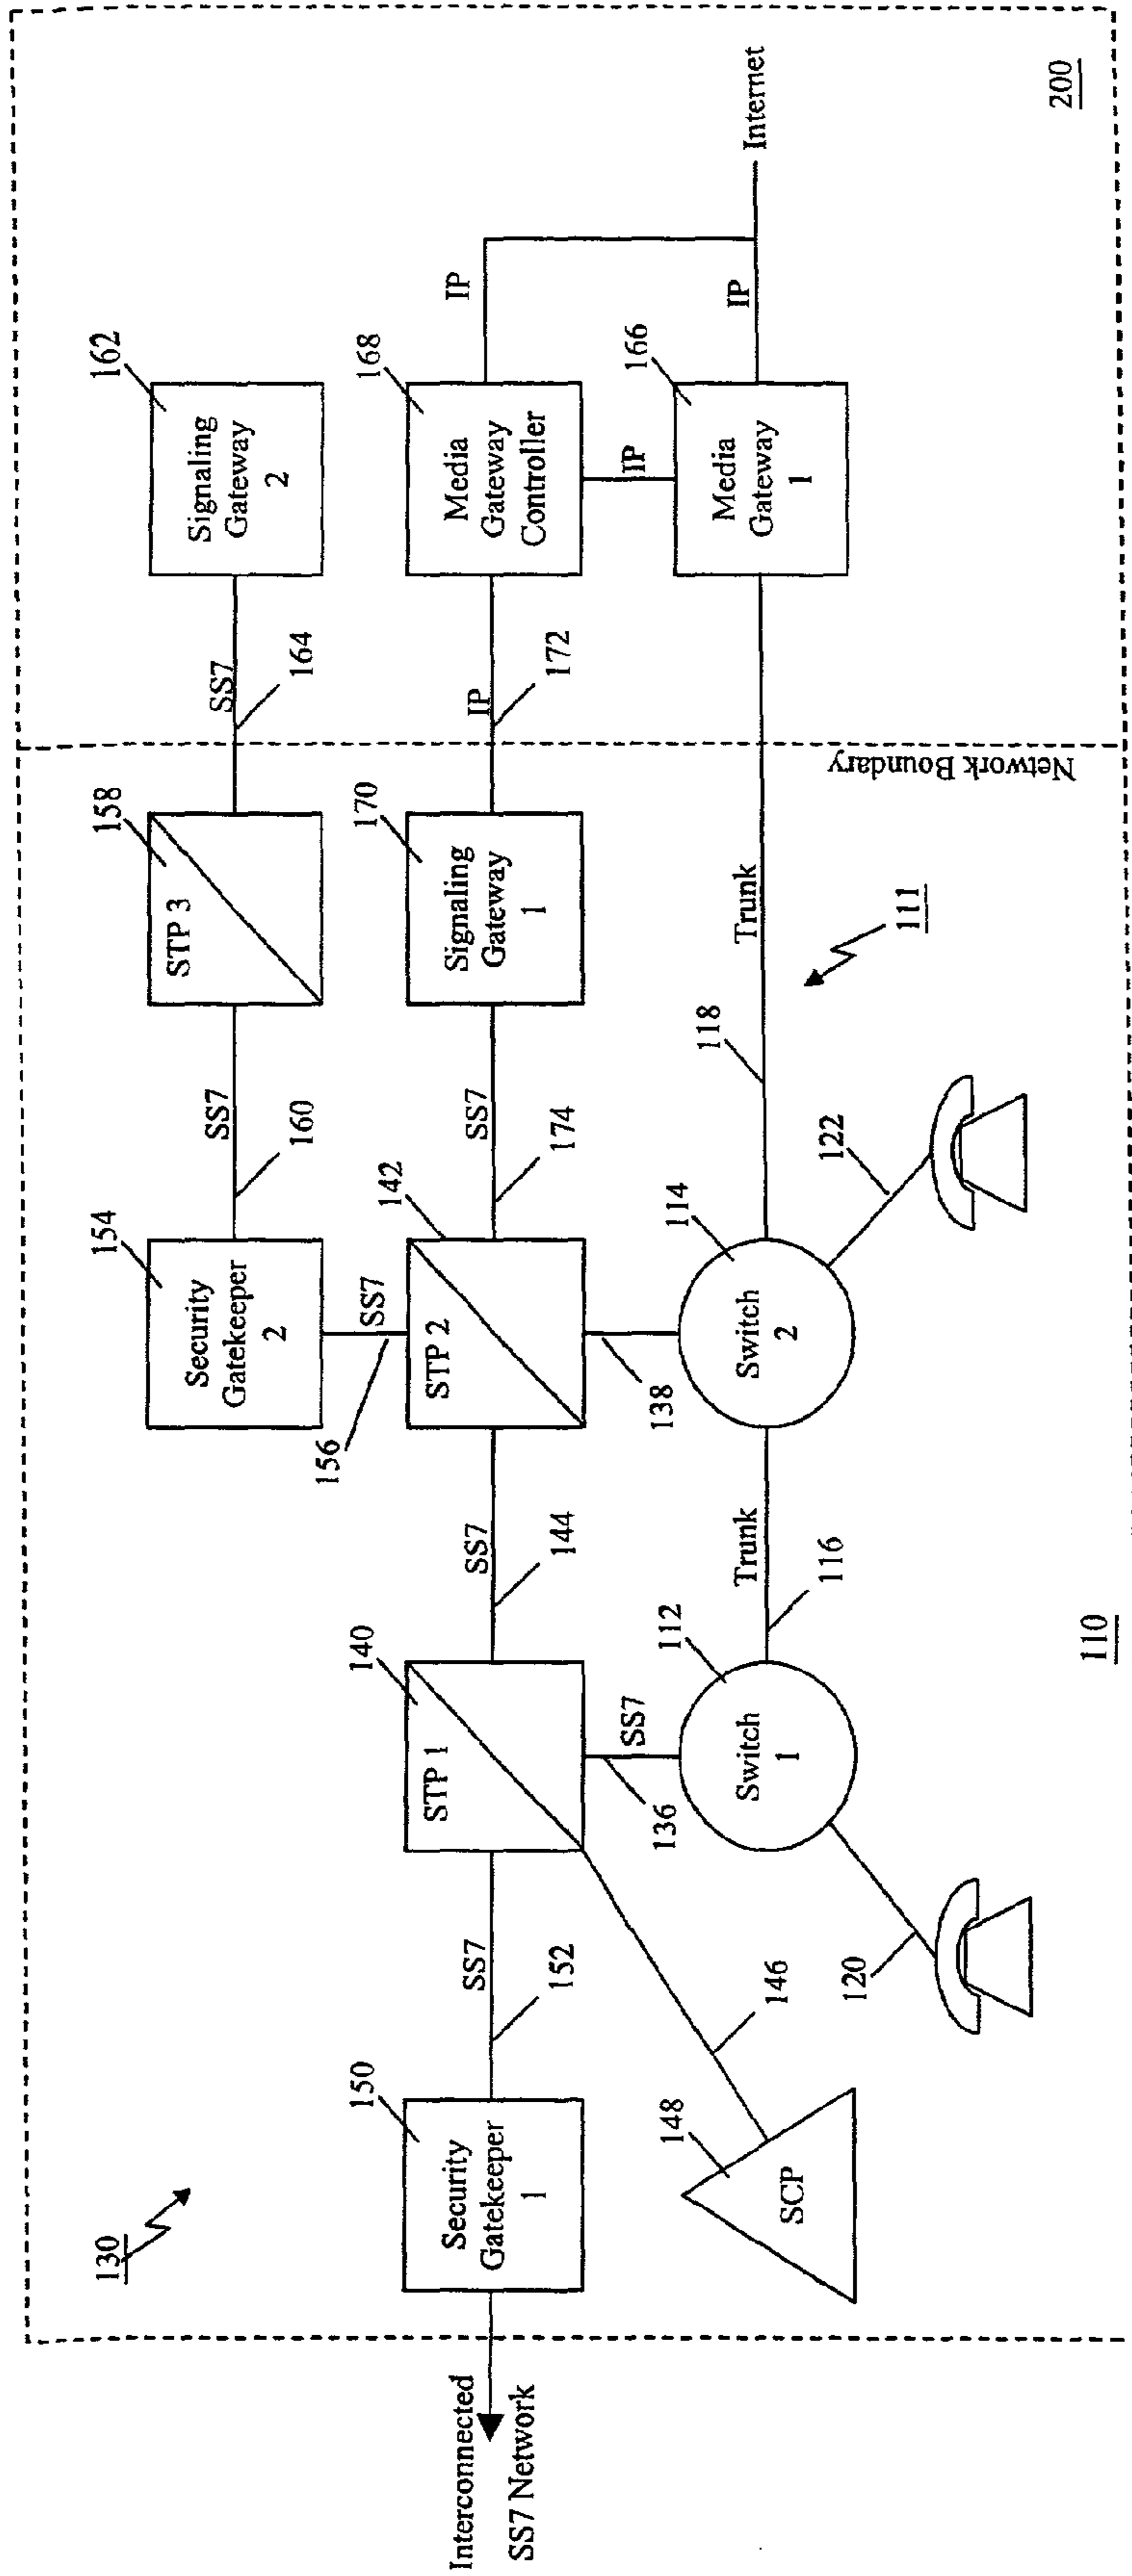 130
Interconnected
SS7 Network
150
Security
Gatekeeper
1
SS7
152
148
SCP
146
140
STP 1
SS7
136
112
Switch
1
120
SS7
144
Trunk
116
110
154
Security
Gatekeeper
2
SS7
156
142
STP 2
138
114
Switch
2
122
SS7
160
SS7
174
118
Trunk
111
158
STP 3
170
Signaling
Gateway
1
Network Boundary
SS7
164
IP
172
162
Signaling
Gateway
2
168
Media
Gateway
Controller
IP
166
Media
Gateway
1
IP
IP
Internet
200